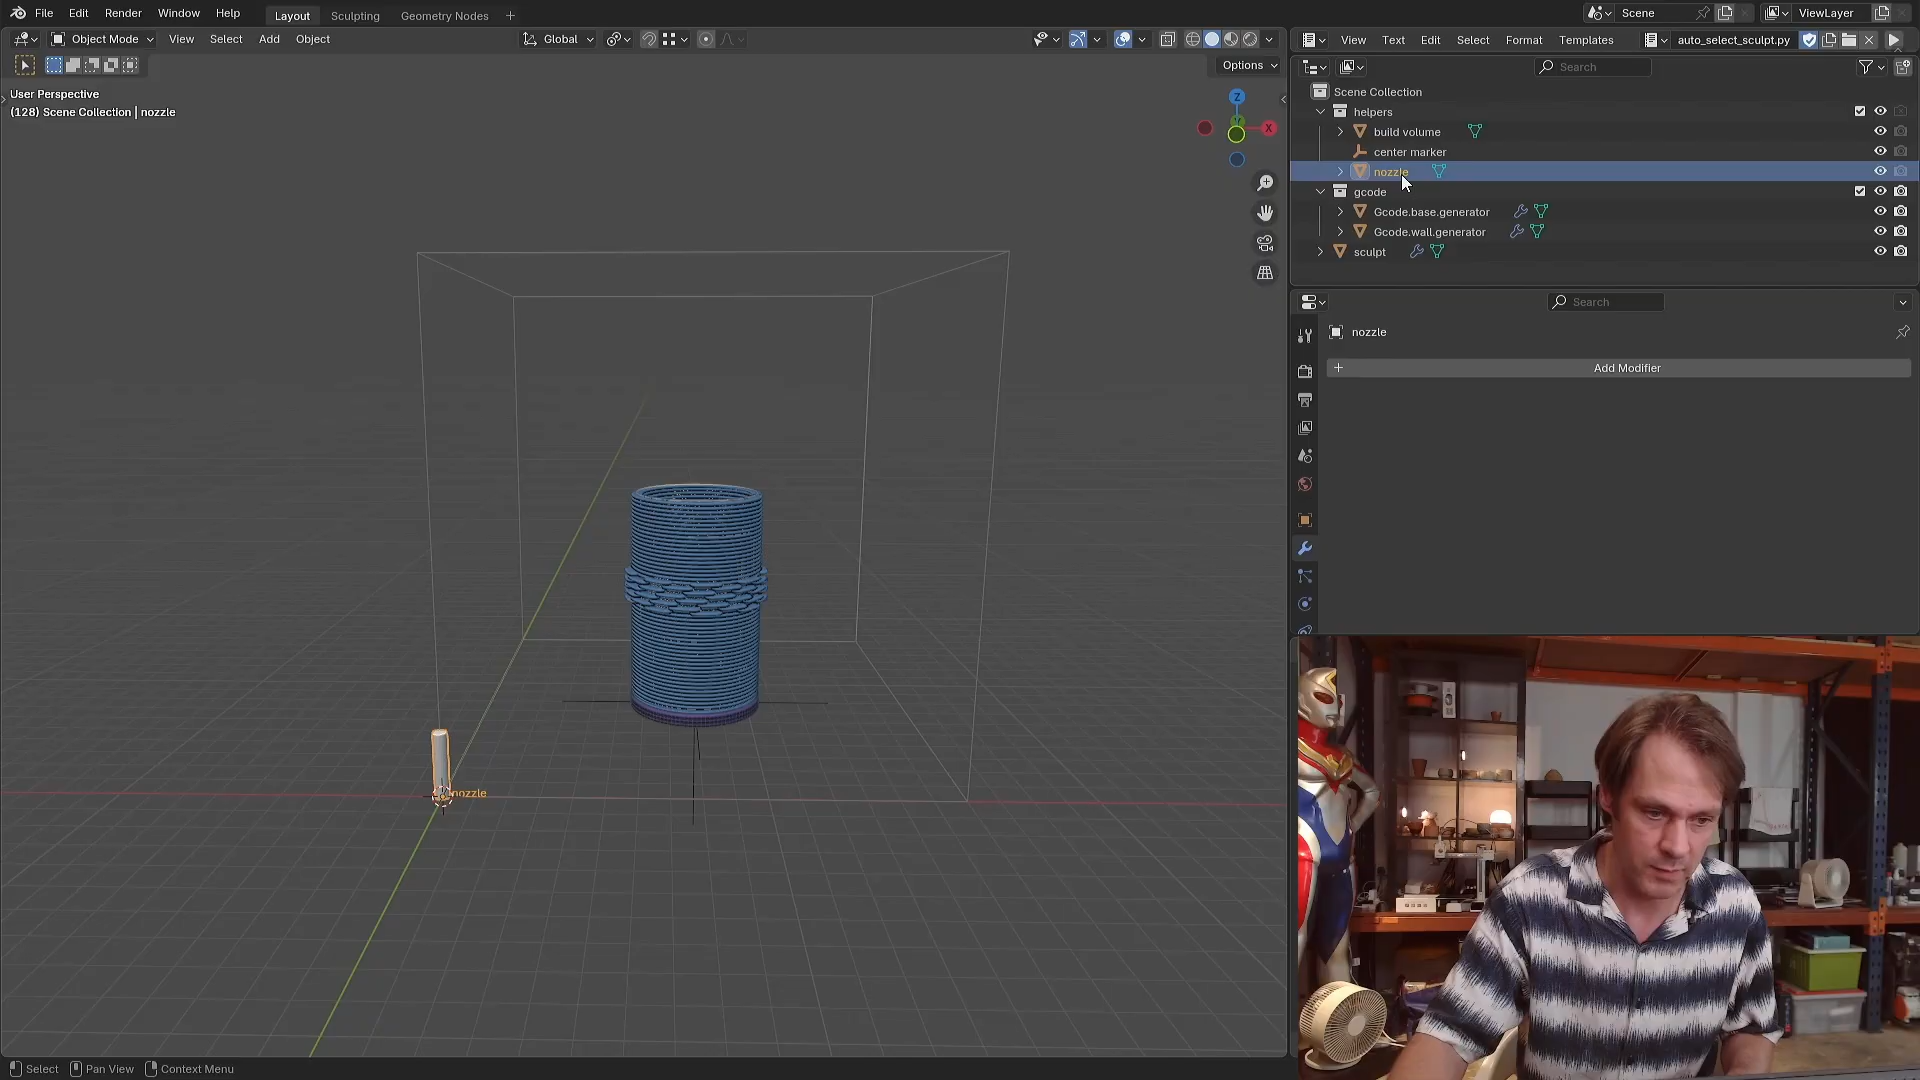 File Edit Render Window Help Layout Sculpting Geometry Nodes + Scene ViewLayer
Object Mode View Select Add Object Global View Text Edit Select Format Templates auto_select_sculpt.py
Options
Search
User Perspective
(128) Scene Collection | nozzle
Z
X
Scene Collection
helpers
build volume
center marker
nozzle
gcode
Gcode.base.generator
Gcode.wall.generator
sculpt
Search
nozzle
+ Add Modifier
nozzle
Select Pan View Context Menu